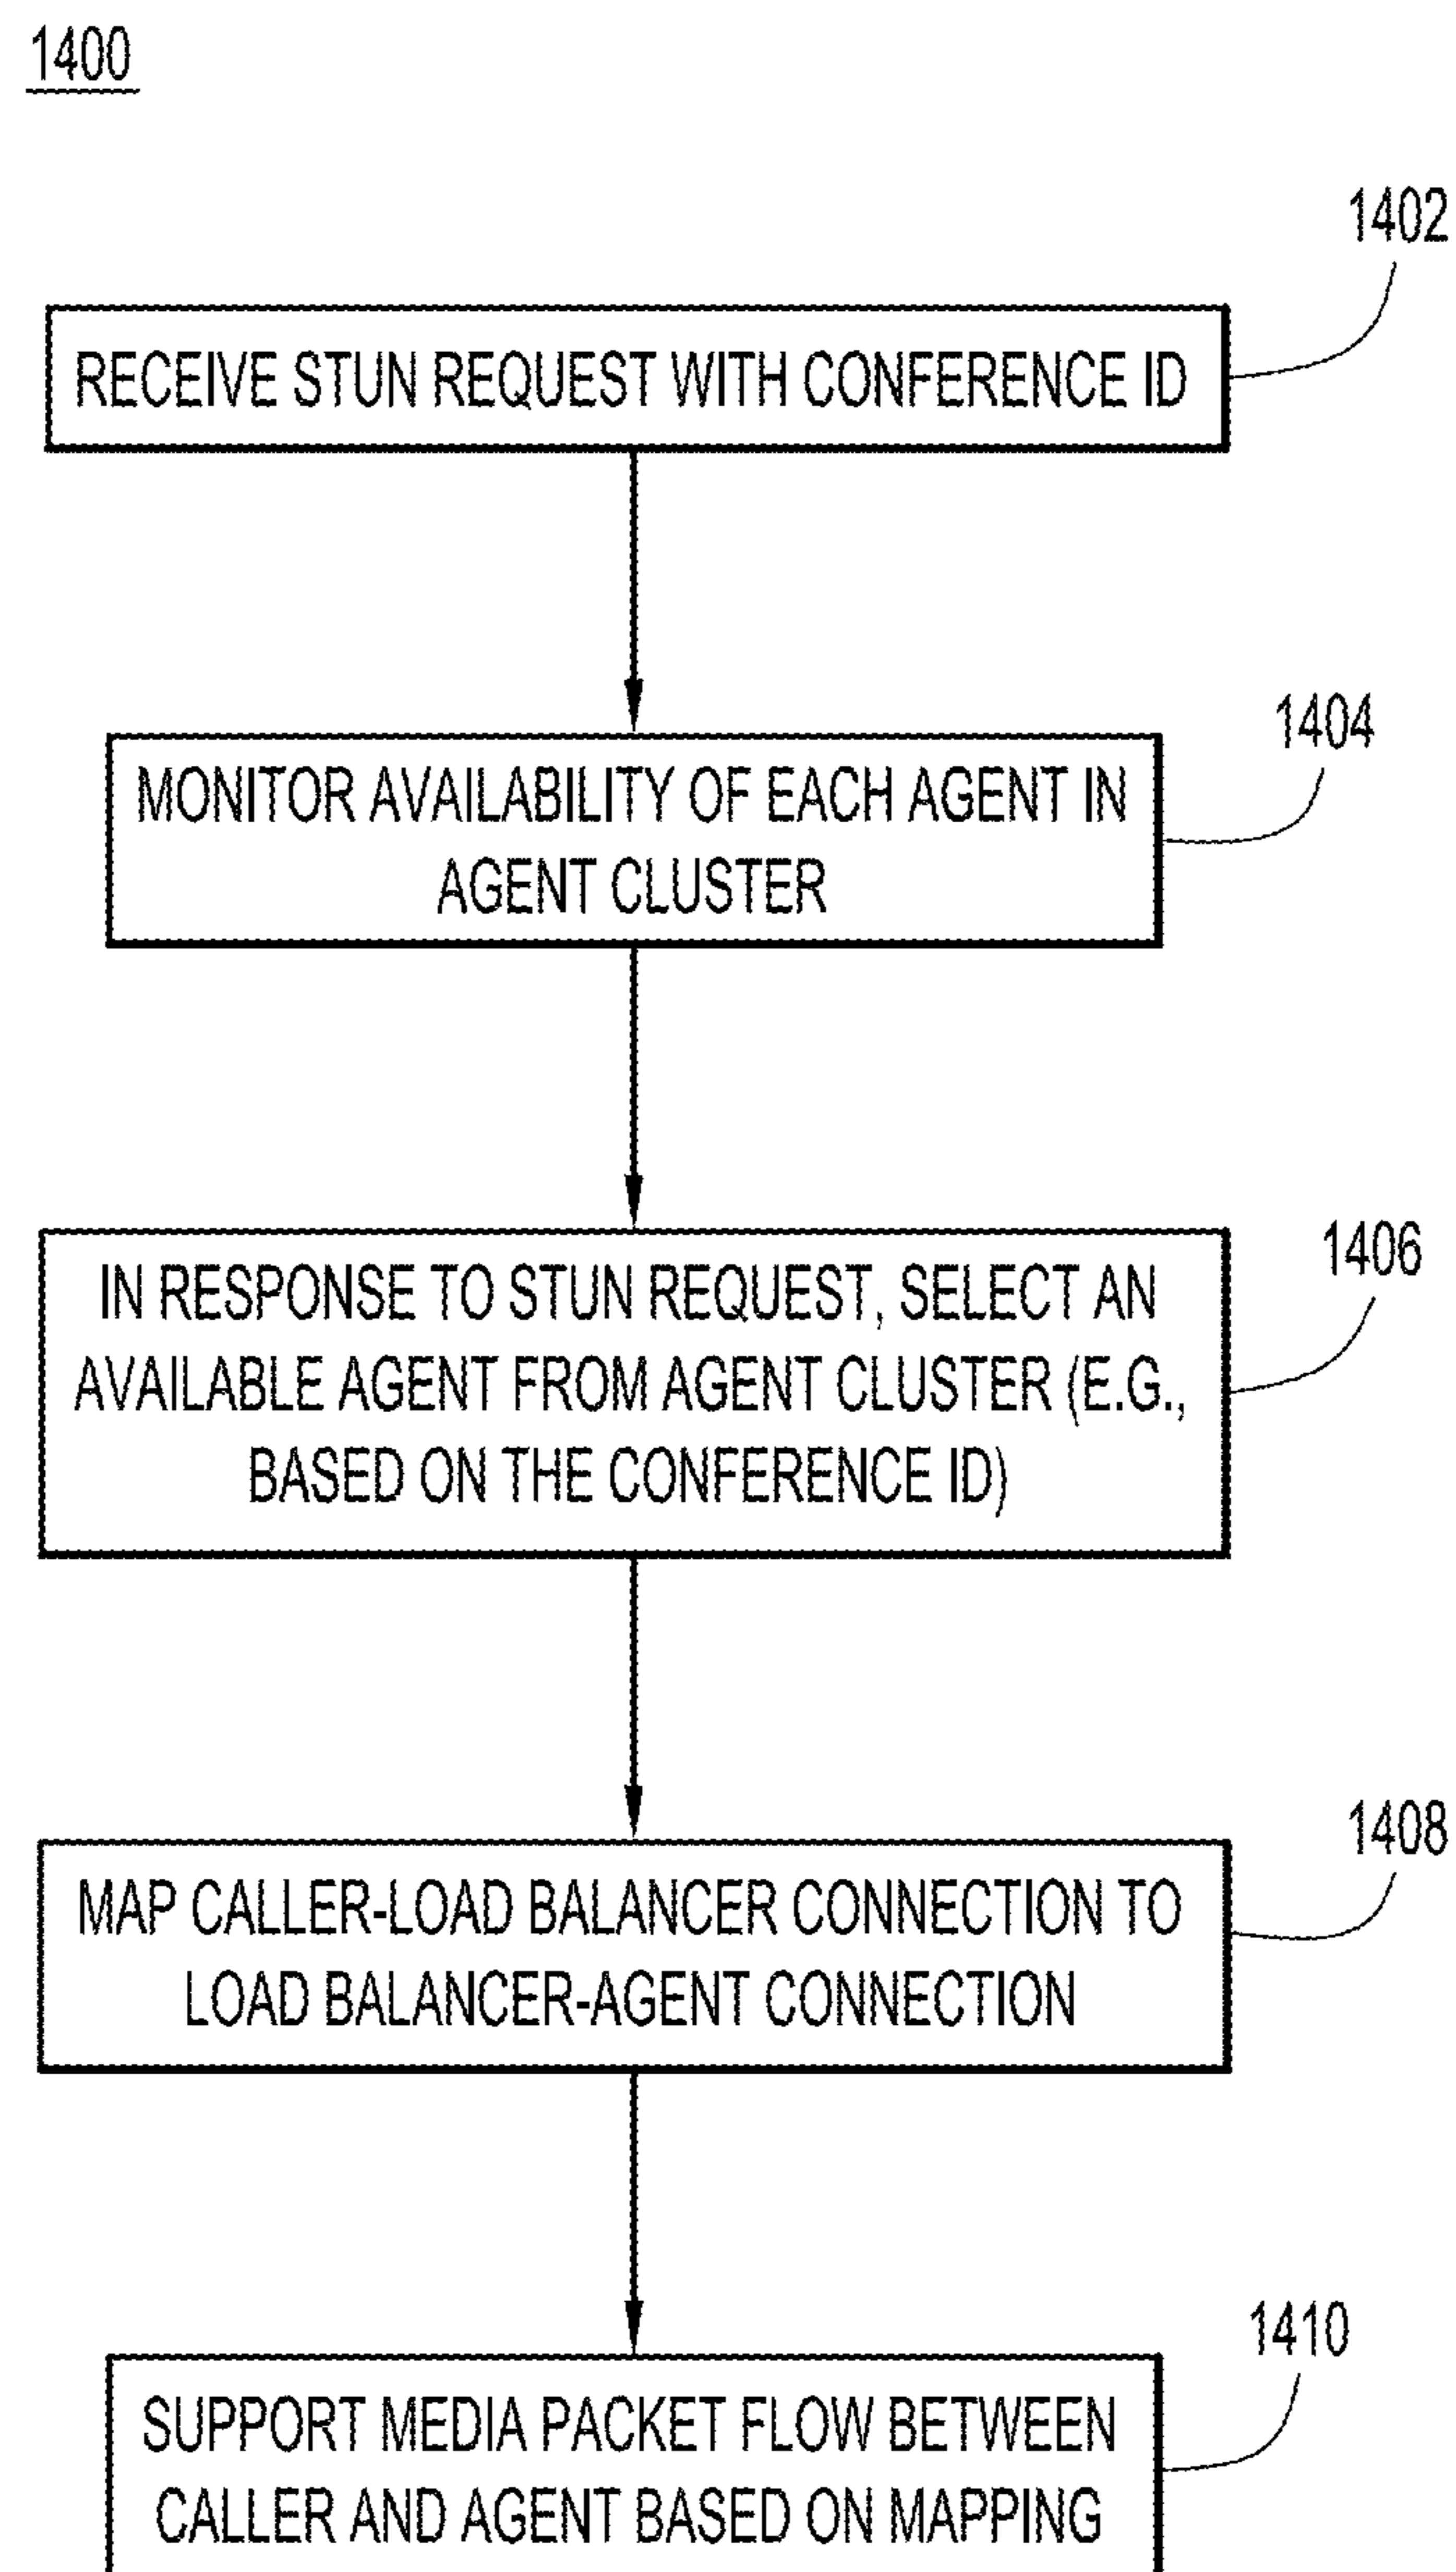 1400
1402
RECEIVE STUN REQUEST WITH CONFERENCE ID
1404
MONITOR AVAILABILITY OF EACH AGENT IN
AGENT CLUSTER
1406
IN RESPONSE TO STUN REQUEST, SELECT AN
AVAILABLE AGENT FROM AGENT CLUSTER (E.G.,
BASED ON THE CONFERENCE ID)
1408
MAP CALLER-LOAD BALANCER CONNECTION TO
LOAD BALANCER-AGENT CONNECTION
1410
SUPPORT MEDIA PACKET FLOW BETWEEN
CALLER AND AGENT BASED ON MAPPING